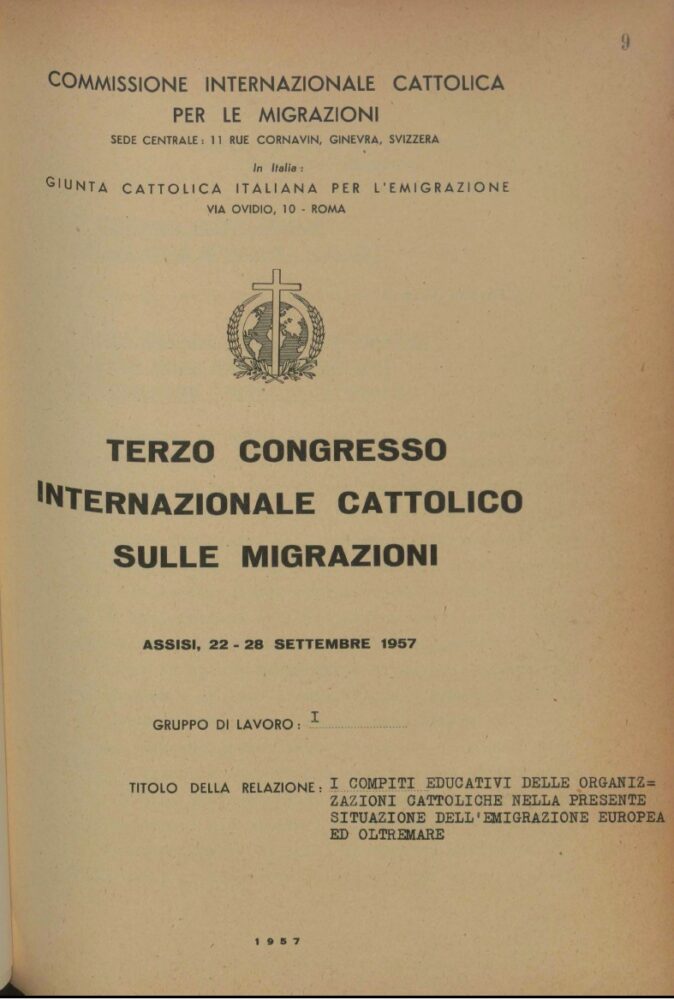 9
COMMISSIONE INTERNAZIONALE CATTOLICA
PER LE MIGRAZIONI
SEDE CENTRALE: 11 RUE CORNAVIN, GINEVRA, SVIZZERA
In Italia:
GIUNTA CATTOLICA ITALIANA PER L'EMIGRAZIONE
VIA OVIDIO, 10 - ROMA
TERZO CONGRESSO
INTERNAZIONALE CATTOLICO
SULLE MIGRAZIONI
ASSISI, 22 - 28 SETTEMBRE 1957
GRUPPO DI LAVORO: I
TITOLO DELLA RELAZIONE: I COMPITI EDUCATIVI DELLE ORGANIZ=
ZAZIONI CATTOLICHE NELLA PRESENTE
SITUAZIONE DELL'EMIGRAZIONE EUROPEA
ED OLTREMARE
1957